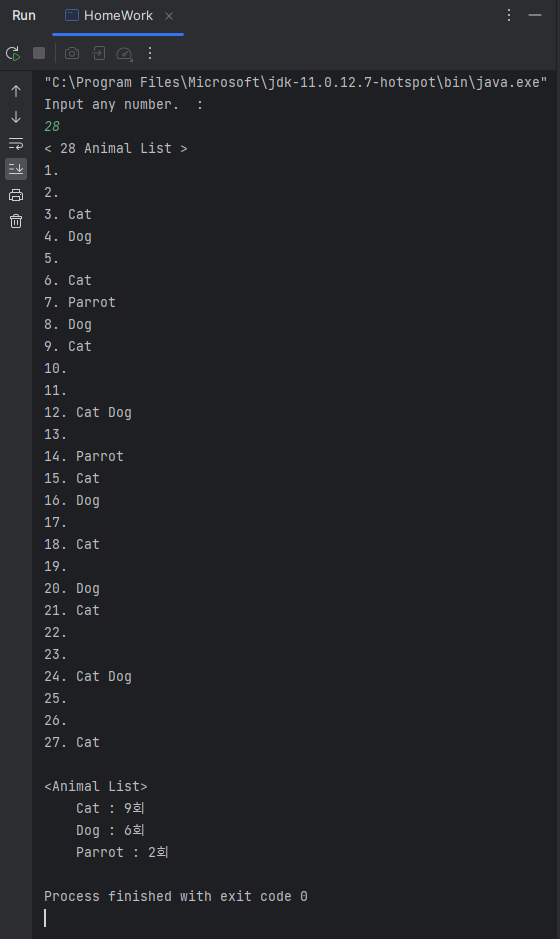 Run HomeWork
"C:\Program Files\Microsoft\jdk-11.0.12.7-hotspot\bin\java.exe"
Input any number.  :
28
< 28 Animal List >
1.
2.
3. Cat
4. Dog
5.
6. Cat
7. Parrot
8. Dog
9. Cat
10.
11.
12. Cat Dog
13.
14. Parrot
15. Cat
16. Dog
17.
18. Cat
19.
20. Dog
21. Cat
22.
23.
24. Cat Dog
25.
26.
27. Cat
<Animal List>
Cat : 9회
Dog : 6회
Parrot : 2회
Process finished with exit code 0